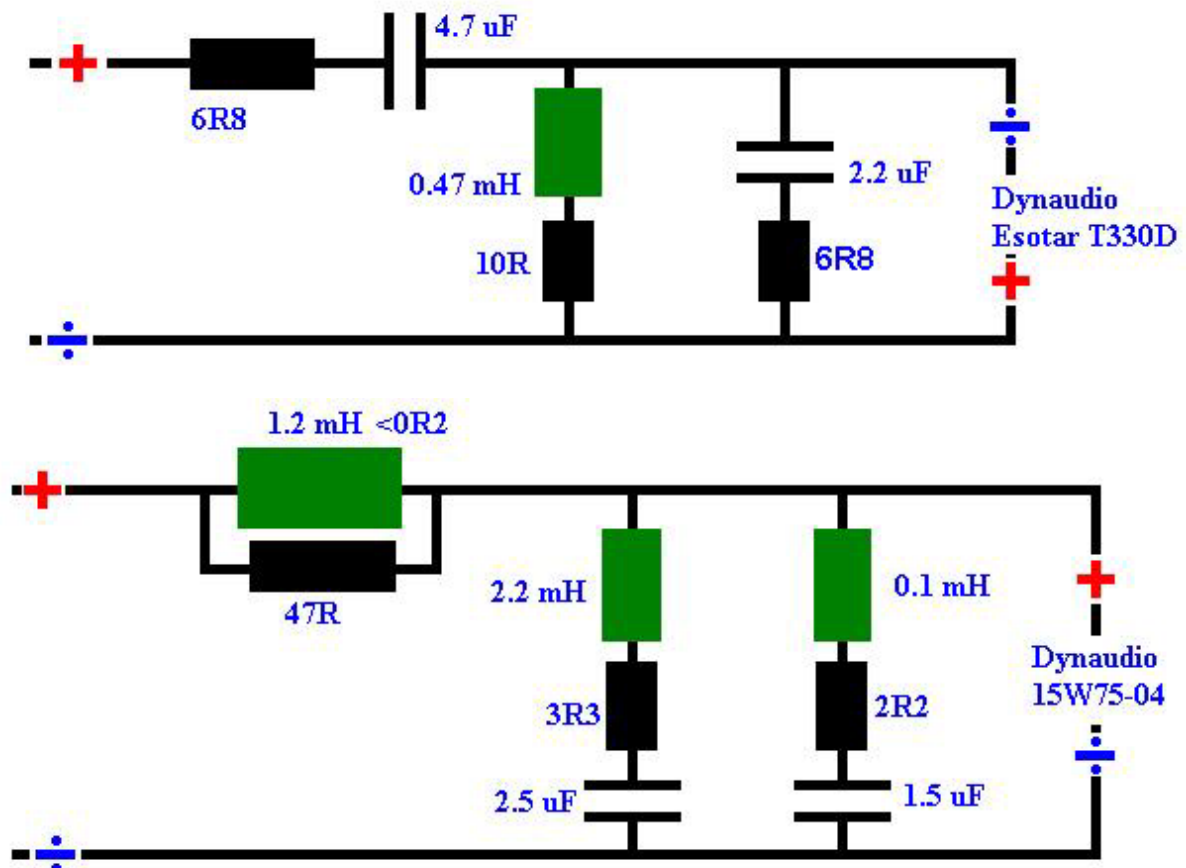 4.7 uF
6R8
0.47 mH
2.2 uF
10R
6R8
Dynaudio
Esotar T330D
1.2 mH <0R2
47R
2.2 mH
0.1 mH
3R3
2R2
Dynaudio
15W75-04
2.5 uF
1.5 uF